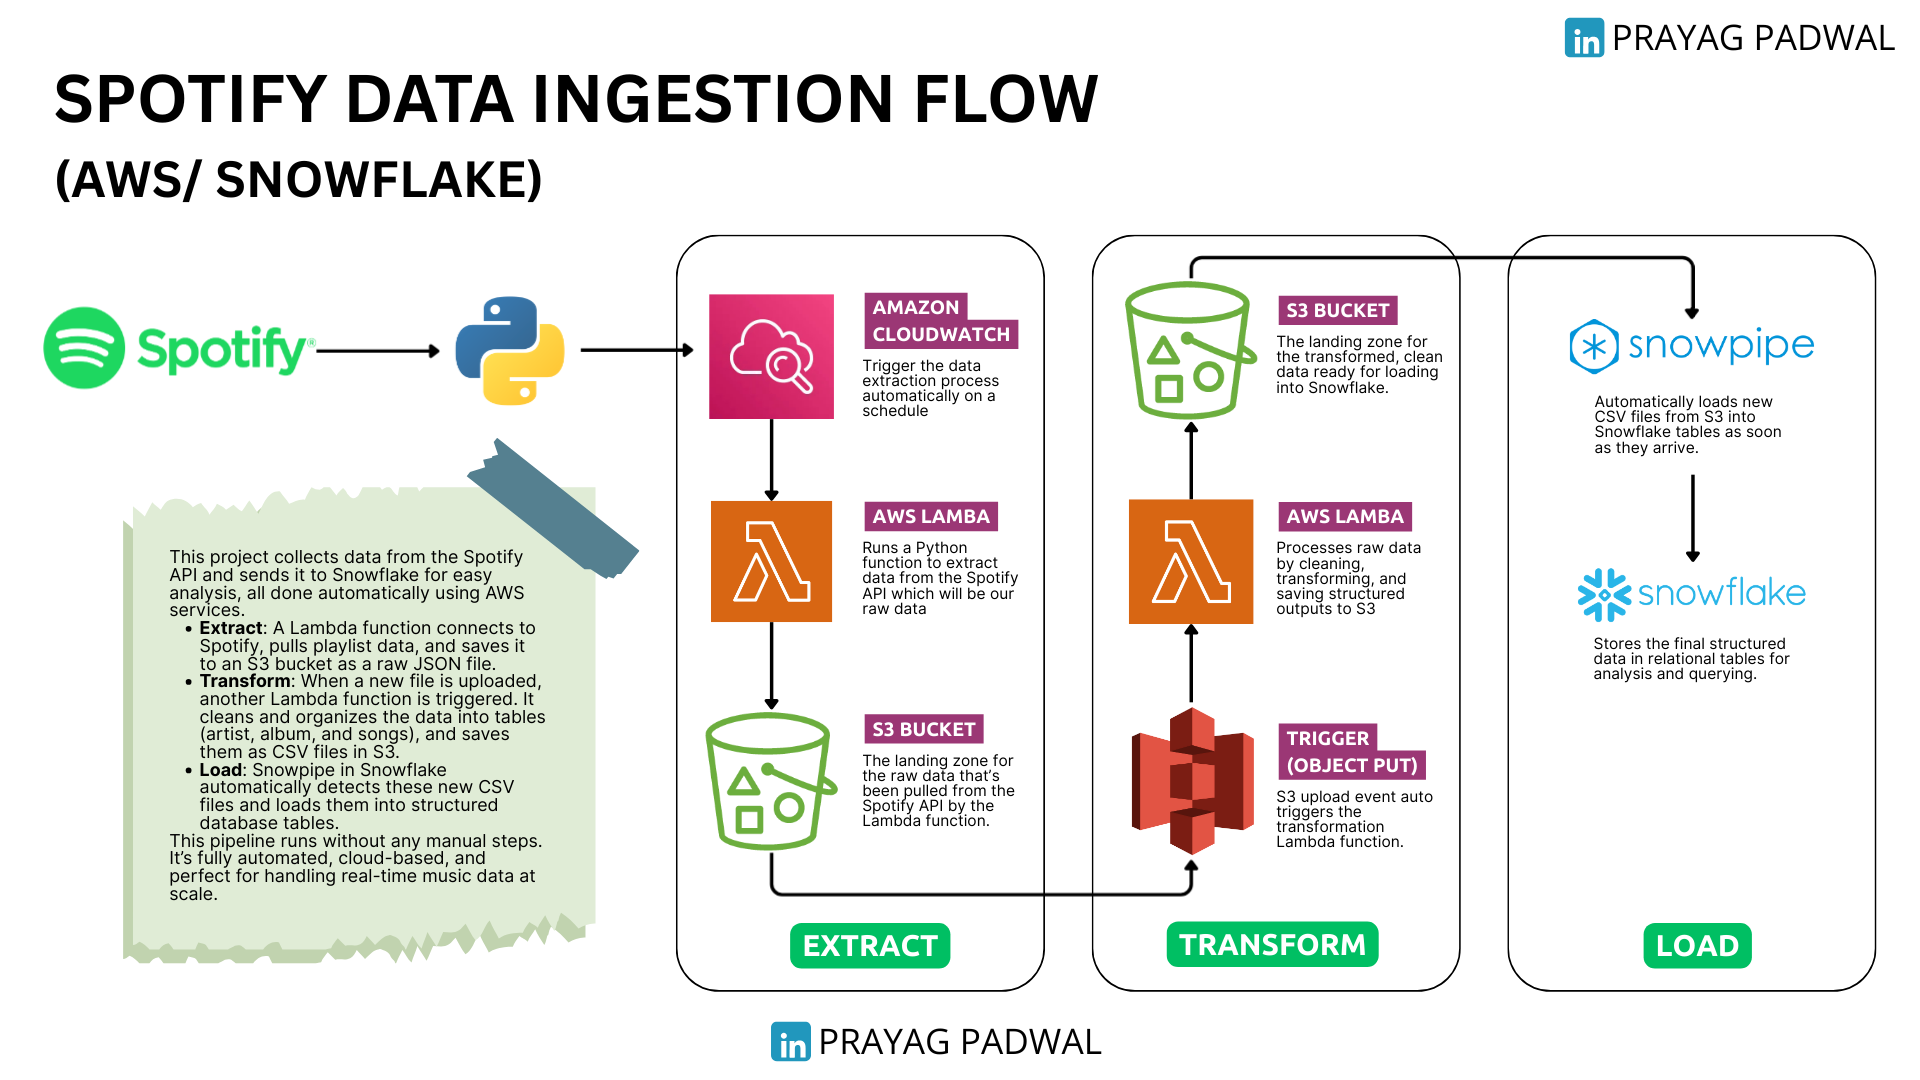 in PRAYAG PADWAL
SPOTIFY DATA INGESTION FLOW
(AWS/ SNOWFLAKE)
Spotify®
This project collects data from the Spotify
API and sends it to Snowflake for easy
analysis, all done automatically using AWS
services.
• Extract: A Lambda function connects to
Spotify, pulls playlist data, and saves it
to an S3 bucket as a raw JSON file.
• Transform: When a new file is uploaded,
another Lambda function is triggered. It
cleans and organizes the data into tables
(artist, album, and songs), and saves
them as CSV files in S3.
• Load: Snowpipe in Snowflake
automatically detects these new CSV
files and loads them into structured
database tables.
This pipeline runs without any manual steps.
It's fully automated, cloud-based, and
perfect for handling real-time music data at
scale.
AMAZON
CLOUDWATCH
Trigger the data
extraction process
automatically on a
schedule
AWS LAMBA
Runs a Python
function to extract
data from the Spotify
API which will be our
raw data
S3 BUCKET
The landing zone for
the raw data that's
been pulled from the
Spotify API by the
Lambda function.
EXTRACT
S3 BUCKET
The landing zone for
the transformed, clean
data ready for loading
into Snowflake.
AWS LAMBA
Processes raw data
by cleaning,
transforming, and
saving structured
outputs to S3
TRIGGER
(OBJECT PUT)
S3 upload event auto
triggers the
transformation
Lambda function.
TRANSFORM
snowpipe
Automatically loads new
CSV files from S3 into
Snowflake tables as soon
as they arrive.
snowflake
Stores the final structured
data in relational tables for
analysis and querying.
LOAD
in PRAYAG PADWAL